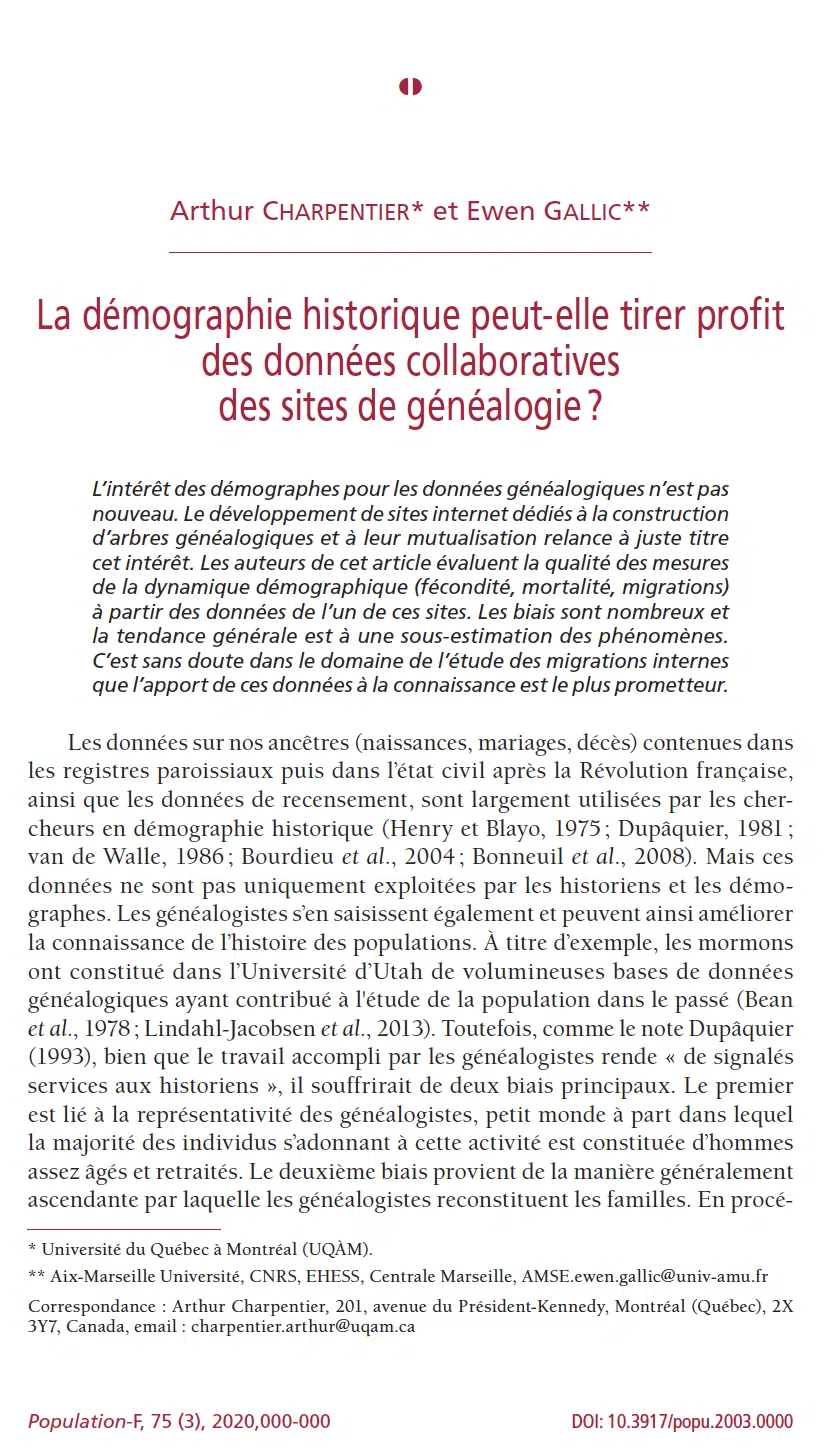 Arthur CHARPENTIER* et Ewen GALLIC**
La démographie historique peut-elle tirer profit
des données collaboratives
des sites de généalogie ?
L’intérêt des démographes pour les données généalogiques n’est pas
nouveau. Le développement de sites internet dédiés à la construction
d’arbres généalogiques et à leur mutualisation relance à juste titre
cet intérêt. Les auteurs de cet article évaluent la qualité des mesures
de la dynamique démographique (fécondité, mortalité, migrations)
à partir des données de l’un de ces sites. Les biais sont nombreux et
la tendance générale est à une sous-estimation des phénomènes.
C’est sans doute dans le domaine de l’étude des migrations internes
que l’apport de ces données à la connaissance est le plus prometteur.
Les données sur nos ancêtres (naissances, mariages, décès) contenues dans
les registres paroissiaux puis dans l’état civil après la Révolution française,
ainsi que les données de recensement, sont largement utilisées par les cher-
cheurs en démographie historique (Henry et Blayo, 1975 ; Dupâquier, 1981 ;
van de Walle, 1986 ; Bourdieu et al., 2004 ; Bonneuil et al., 2008). Mais ces
données ne sont pas uniquement exploitées par les historiens et les démo-
graphes. Les généalogistes s’en saisissent également et peuvent ainsi améliorer
la connaissance de l’histoire des populations. À titre d’exemple, les mormons
ont constitué dans l’Université d’Utah de volumineuses bases de données
généalogiques ayant contribué à l'étude de la population dans le passé (Bean
et al., 1978 ; Lindahl-Jacobsen et al., 2013). Toutefois, comme le note Dupâquier
(1993), bien que le travail accompli par les généalogistes rende « de signalés
services aux historiens », il souffrirait de deux biais principaux. Le premier
est lié à la représentativité des généalogistes, petit monde à part dans lequel
la majorité des individus s’adonnant à cette activité est constituée d’hommes
assez âgés et retraités. Le deuxième biais provient de la manière généralement
ascendante par laquelle les généalogistes reconstituent les familles. En procé-
* Université du Québec à Montréal (UQÀM).
** Aix-Marseille Université, CNRS, EHESS, Centrale Marseille, AMSE.ewen.gallic@univ-amu.fr
Correspondance : Arthur Charpentier, 201, avenue du Président-Kennedy, Montréal (Québec), 2X
3Y7, Canada, email : charpentier.arthur@uqam.ca
Population-F, 75 (3), 2020,000-000 DOI: 10.3917/popu.2003.0000